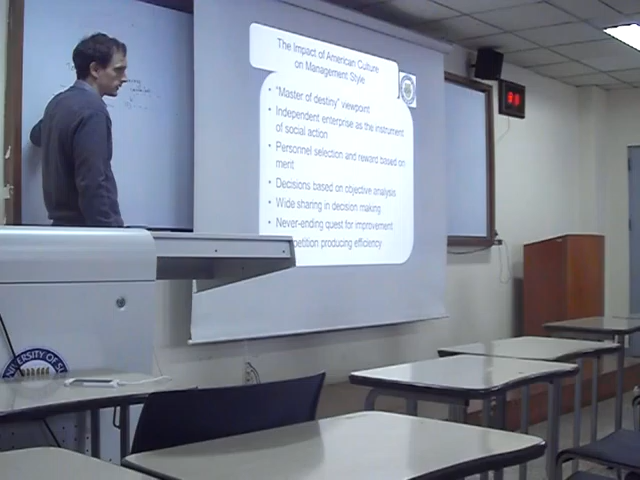 The Impact of American Culture
on Management Style
• "Master of destiny" viewpoint
• Independent enterprise as the instrument
of social action
• Personnel selection and reward based on
merit
• Decisions based on objective analysis
• Wide sharing in decision making
• Never-ending quest for improvement
petition producing efficiency